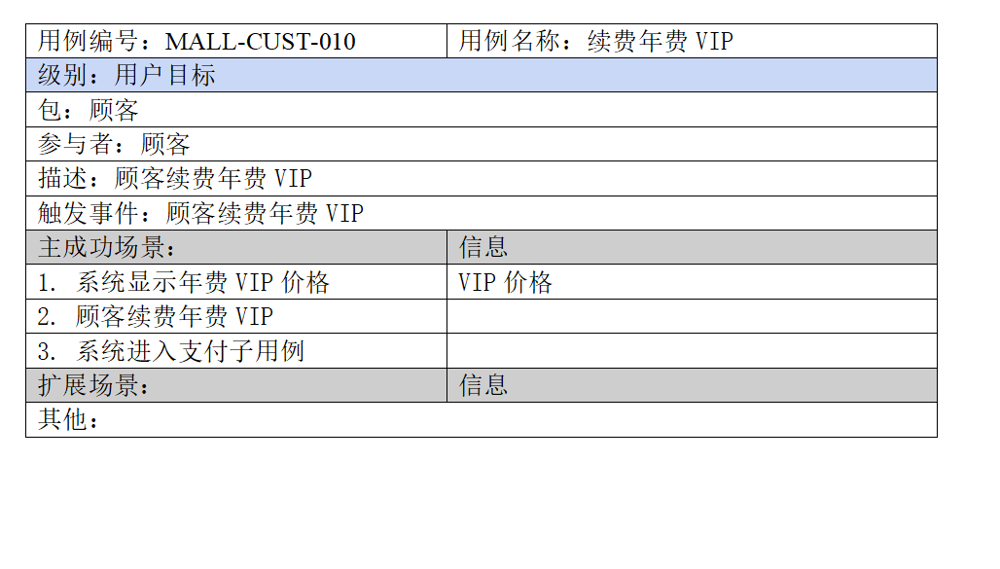 用例编号：MALL-CUST-010 用例名称：续费年费 VIP
级别：用户目标
包：顾客
参与者：顾客
描述：顾客续费年费 VIP
触发事件：顾客续费年费 VIP
主成功场景： 信息
1. 系统显示年费 VIP 价格 VIP 价格
2. 顾客续费年费 VIP
3. 系统进入支付子用例
扩展场景： 信息
其他：